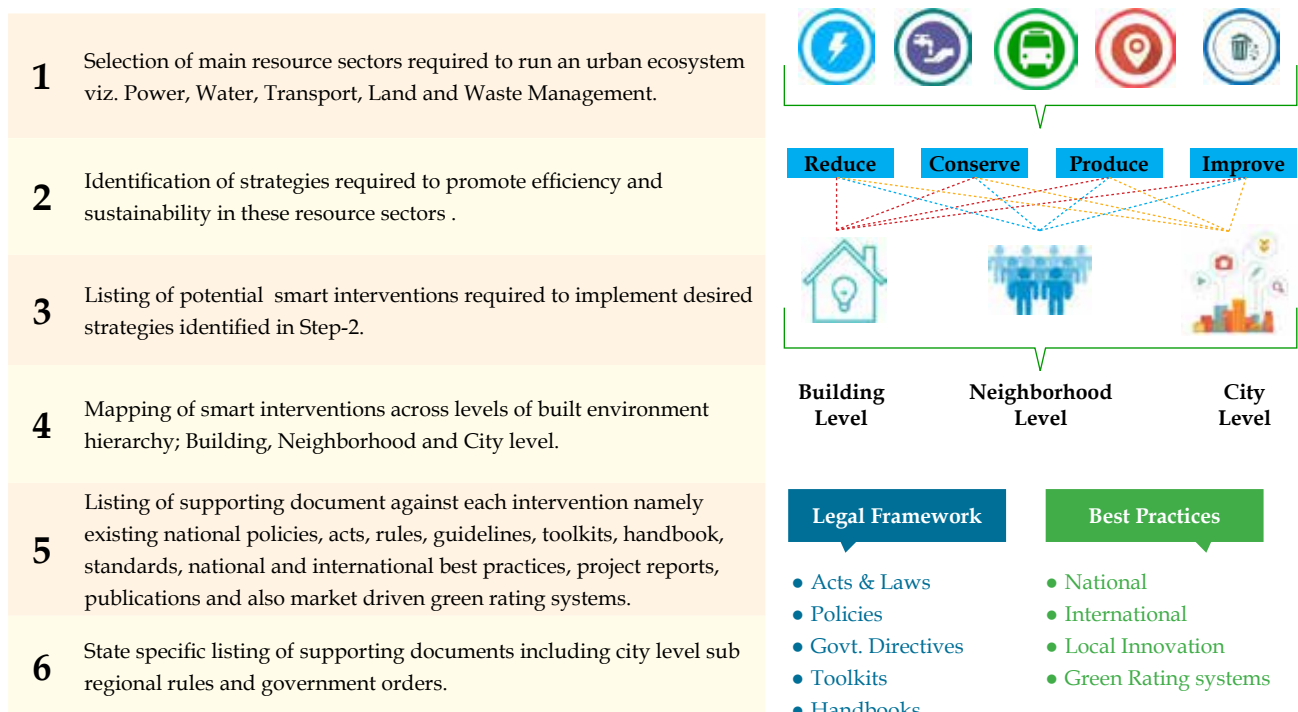 1
Selection of main resource sectors required to run an urban ecosystem
viz. Power, Water, Transport, Land and Waste Management.
2
Identification of strategies required to promote efficiency and
sustainability in these resource sectors .
3
Listing of potential smart interventions required to implement desired
strategies identified in Step-2.
4
Mapping of smart interventions across levels of built environment
hierarchy; Building, Neighborhood and City level.
5
Listing of supporting document against each intervention namely
existing national policies, acts, rules, guidelines, toolkits, handbook,
standards, national and international best practices, project reports,
publications and also market driven green rating systems.
6
State specific listing of supporting documents including city level sub
regional rules and government orders.
Reduce
Conserve
Produce
Improve
Building
Level
Neighborhood
Level
City
Level
Legal Framework
● Acts & Laws
● Policies
● Govt. Directives
● Toolkits
● Handbooks
Best Practices
● National
● International
● Local Innovation
● Green Rating systems